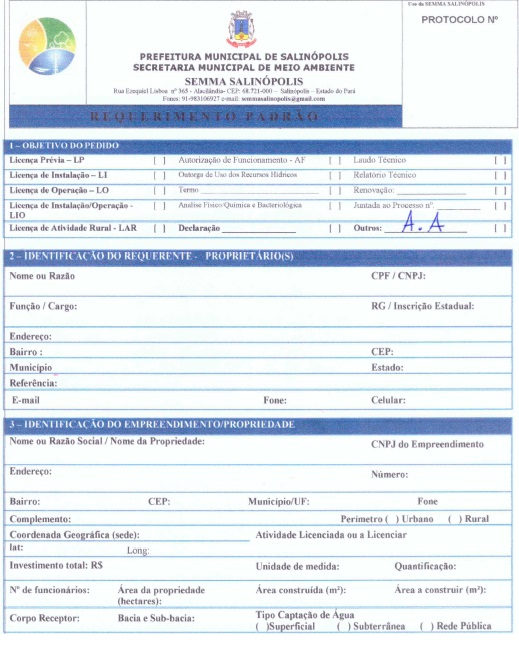 Uso da SEMMA SALINÓPOLIS
PROTOCOLO Nº
PREFEITURA MUNICIPAL DE SALINÓPOLIS
SECRETARIA MUNICIPAL DE MEIO AMBIENTE
SEMMA SALINÓPOLIS
Rua Ezequiel Lisboa nº 365 - Atacilândia- CEP: 68.721-000 – Salinópolis – Estado do Pará
Fones: 91-983106927 e-mail: semmasalinopolis@gmail.com
REQUERIMENTO PADRÃO
1 – OBJETIVO DO PEDIDO
Licença Prévia – LP [ ] Autorização de Funcionamento - AF [ ] Laudo Técnico [ ]
Licença de Instalação – LI [ ] Outorga de Uso dos Recursos Hídricos [ ] Relatório Técnico [ ]
Licença de Operação – LO [ ] Termo ____________ [ ] Renovação: ____________ [ ]
Licença de Instalação/Operação - [ ] Analise Físico/Química e Bacteriológica [ ] Juntada ao Processo nº. ________ [ ]
LIO
Licença de Atividade Rural - LAR [ ] Declaração ____________ [ ] Outros: A.A [ ]
2 – IDENTIFICAÇÃO DO REQUERENTE - PROPRIETÁRIO(S)
Nome ou Razão CPF / CNPJ:
Função / Cargo: RG / Inscrição Estadual:
Endereço:
Bairro : CEP:
Município Estado:
Referência:
E-mail Fone: Celular:
3 – IDENTIFICAÇÃO DO EMPREENDIMENTO/PROPRIEDADE
Nome ou Razão Social / Nome da Propriedade: CNPJ do Empreendimento
Endereço: Número:
Bairro: CEP: Município/UF: Fone
Complemento: Perímetro ( ) Urbano ( ) Rural
Coordenada Geográfica (sede): Atividade Licenciada ou a Licenciar
lat: Long:
Investimento total: R$ Unidade de medida: Quantificação:
Nº de funcionários: Área da propriedade Área construída (m²): Área a construir (m²):
(hectares):
Corpo Receptor: Bacia e Sub-bacia: Tipo Captação de Água
( )Superficial ( ) Subterrânea ( ) Rede Pública